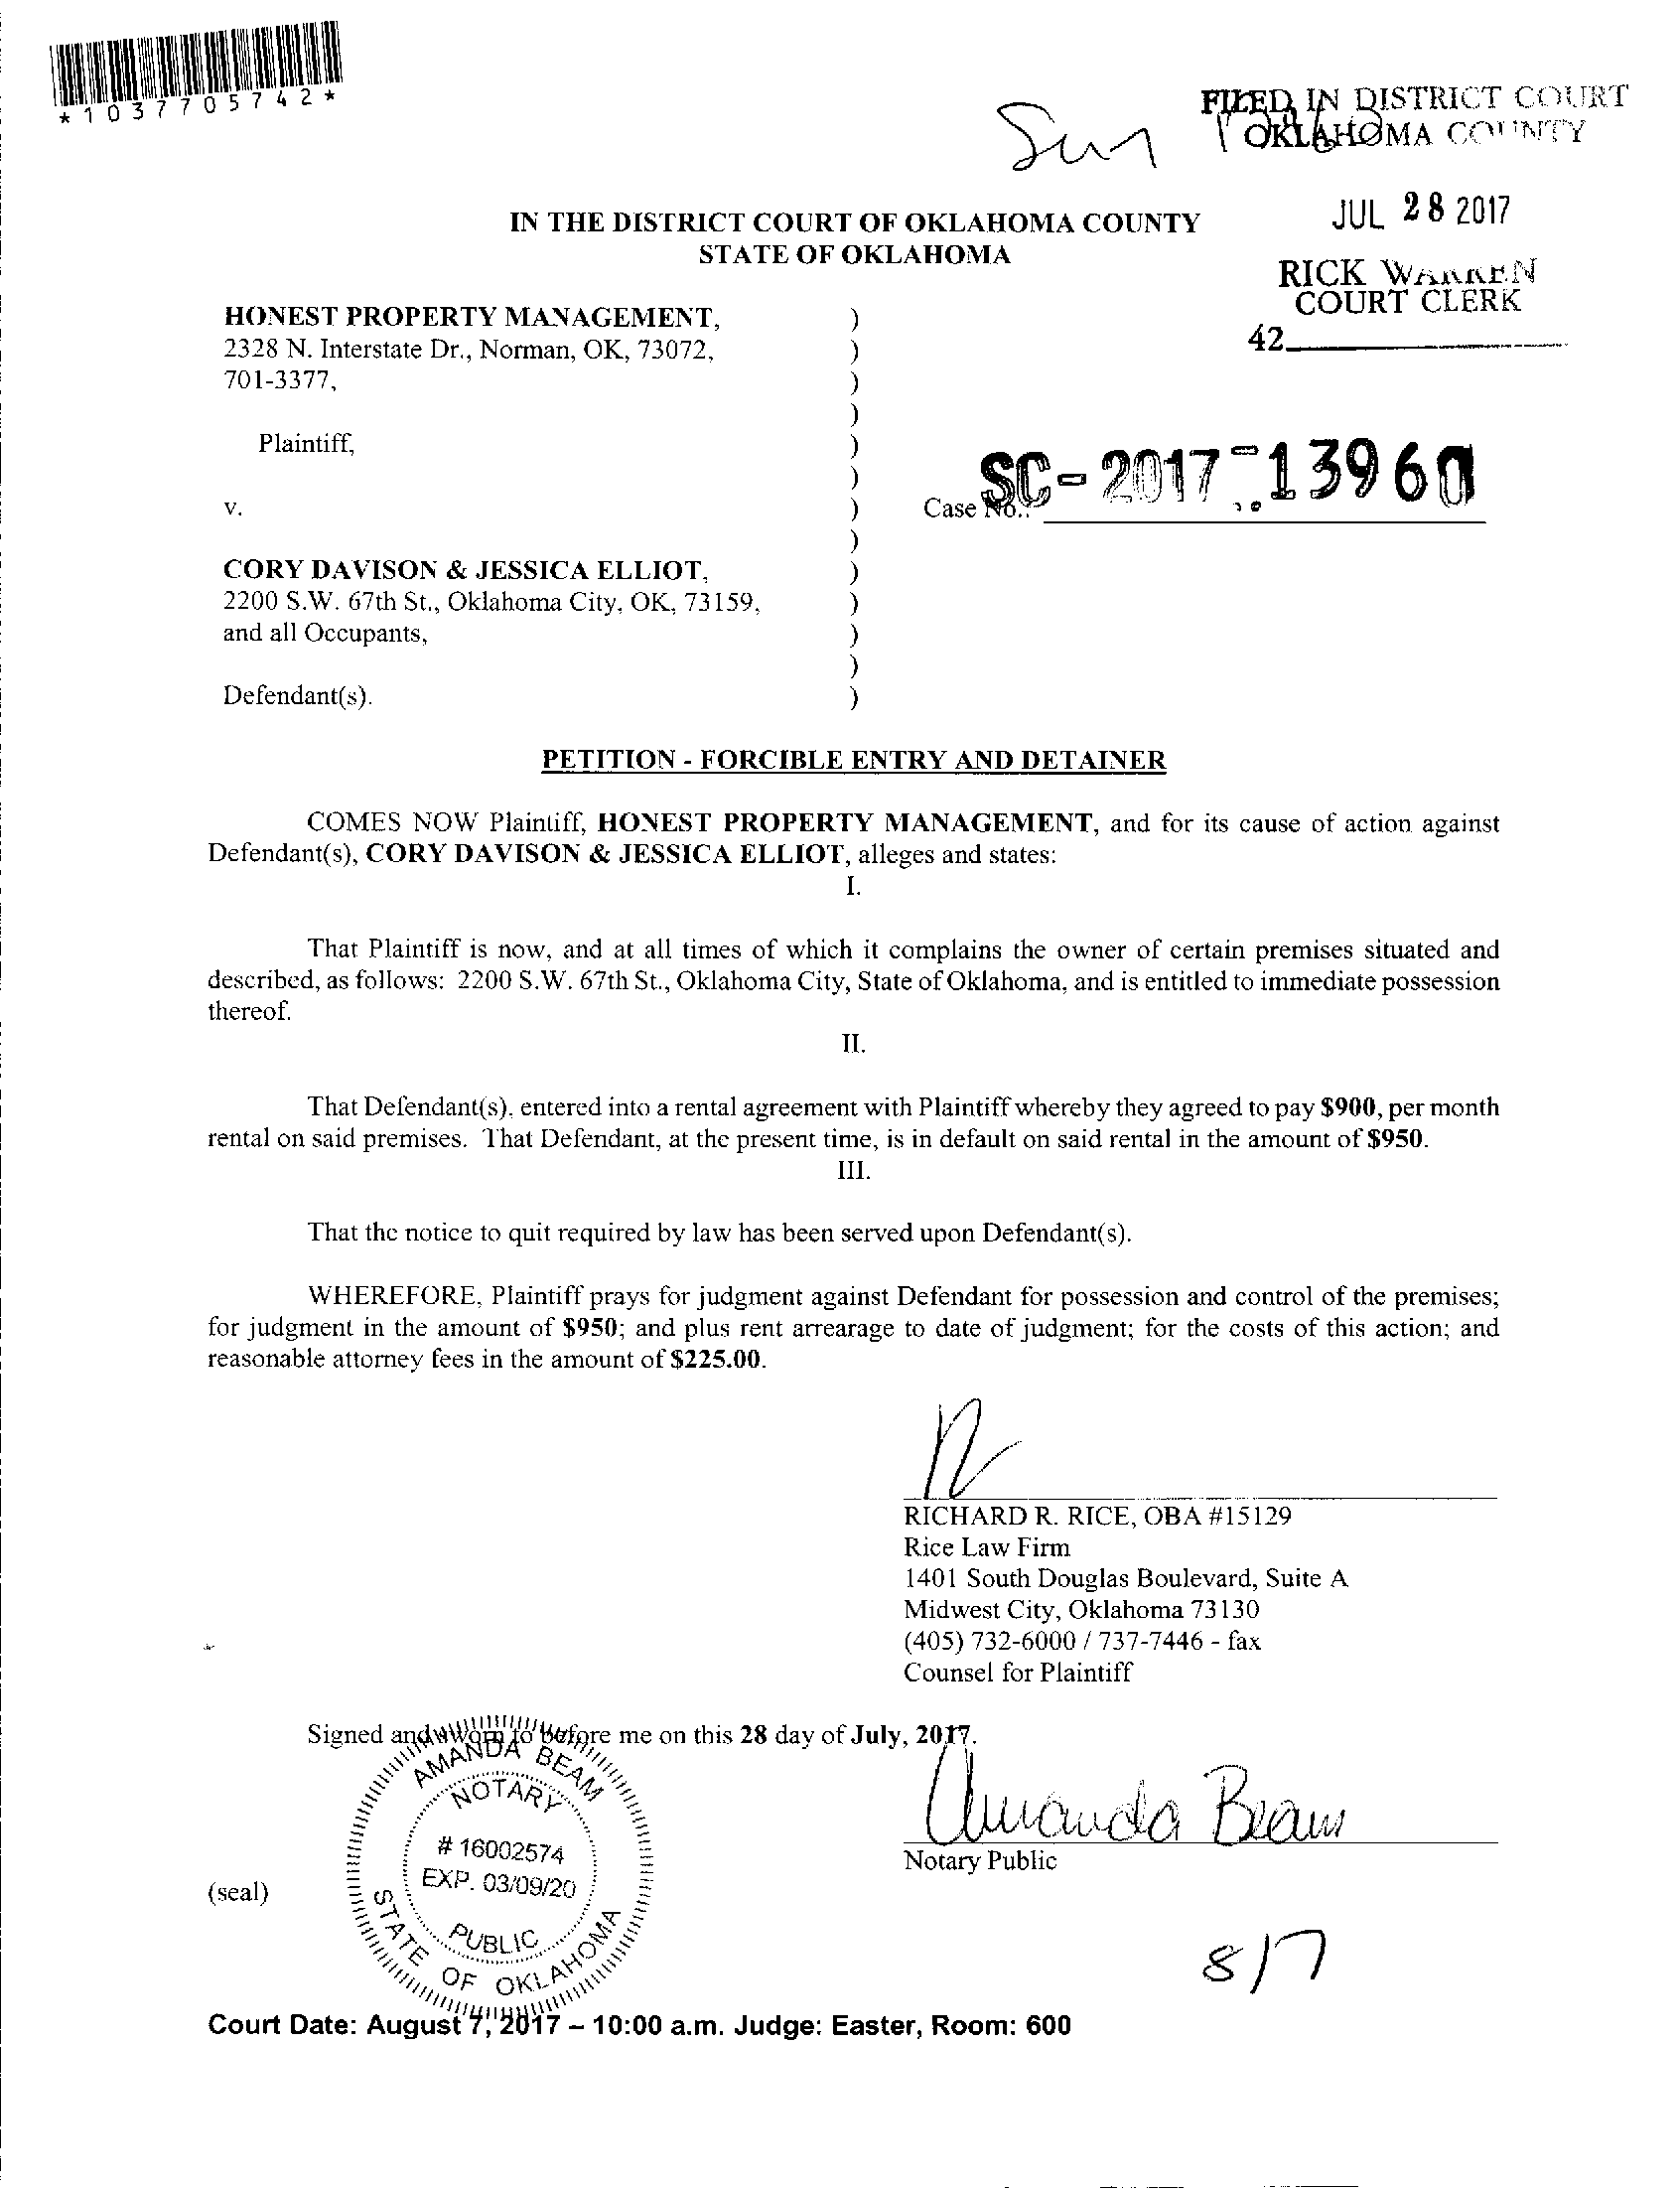 *1037705742*
FILED IN DISTRICT COURT
OKLAHOMA COUNTY
JUL 28 2017
RICK WARREN
COURT CLERK
42
IN THE DISTRICT COURT OF OKLAHOMA COUNTY
STATE OF OKLAHOMA
HONEST PROPERTY MANAGEMENT, )
2328 N. Interstate Dr., Norman, OK, 73072, )
701-3377, )
)
Plaintiff, )
)
v. ) Case No.: SC-2017-13960
)
CORY DAVISON & JESSICA ELLIOT, )
2200 S.W. 67th St., Oklahoma City, OK, 73159, )
and all Occupants, )
)
Defendant(s). )
PETITION - FORCIBLE ENTRY AND DETAINER
COMES NOW Plaintiff, HONEST PROPERTY MANAGEMENT, and for its cause of action against
Defendant(s), CORY DAVISON & JESSICA ELLIOT, alleges and states:
I.
That Plaintiff is now, and at all times of which it complains the owner of certain premises situated and
described, as follows: 2200 S.W. 67th St., Oklahoma City, State of Oklahoma, and is entitled to immediate possession
thereof.
II.
That Defendant(s), entered into a rental agreement with Plaintiff whereby they agreed to pay $900, per month
rental on said premises. That Defendant, at the present time, is in default on said rental in the amount of $950.
III.
That the notice to quit required by law has been served upon Defendant(s).
WHEREFORE, Plaintiff prays for judgment against Defendant for possession and control of the premises;
for judgment in the amount of $950; and plus rent arrearage to date of judgment; for the costs of this action; and
reasonable attorney fees in the amount of $225.00.
RICHARD R. RICE, OBA #15129
Rice Law Firm
1401 South Douglas Boulevard, Suite A
Midwest City, Oklahoma 73130
(405) 732-6000 / 737-7446 - fax
Counsel for Plaintiff
Signed and sworn to before me on this 28 day of July, 2017.
AMANDA BEAM
NOTARY
# 16002574
EXP. 03/09/20
PUBLIC
STATE OF OKLAHOMA
Amanda Beam
Notary Public
(seal)
8/7
Court Date: August 7, 2017 – 10:00 a.m. Judge: Easter, Room: 600